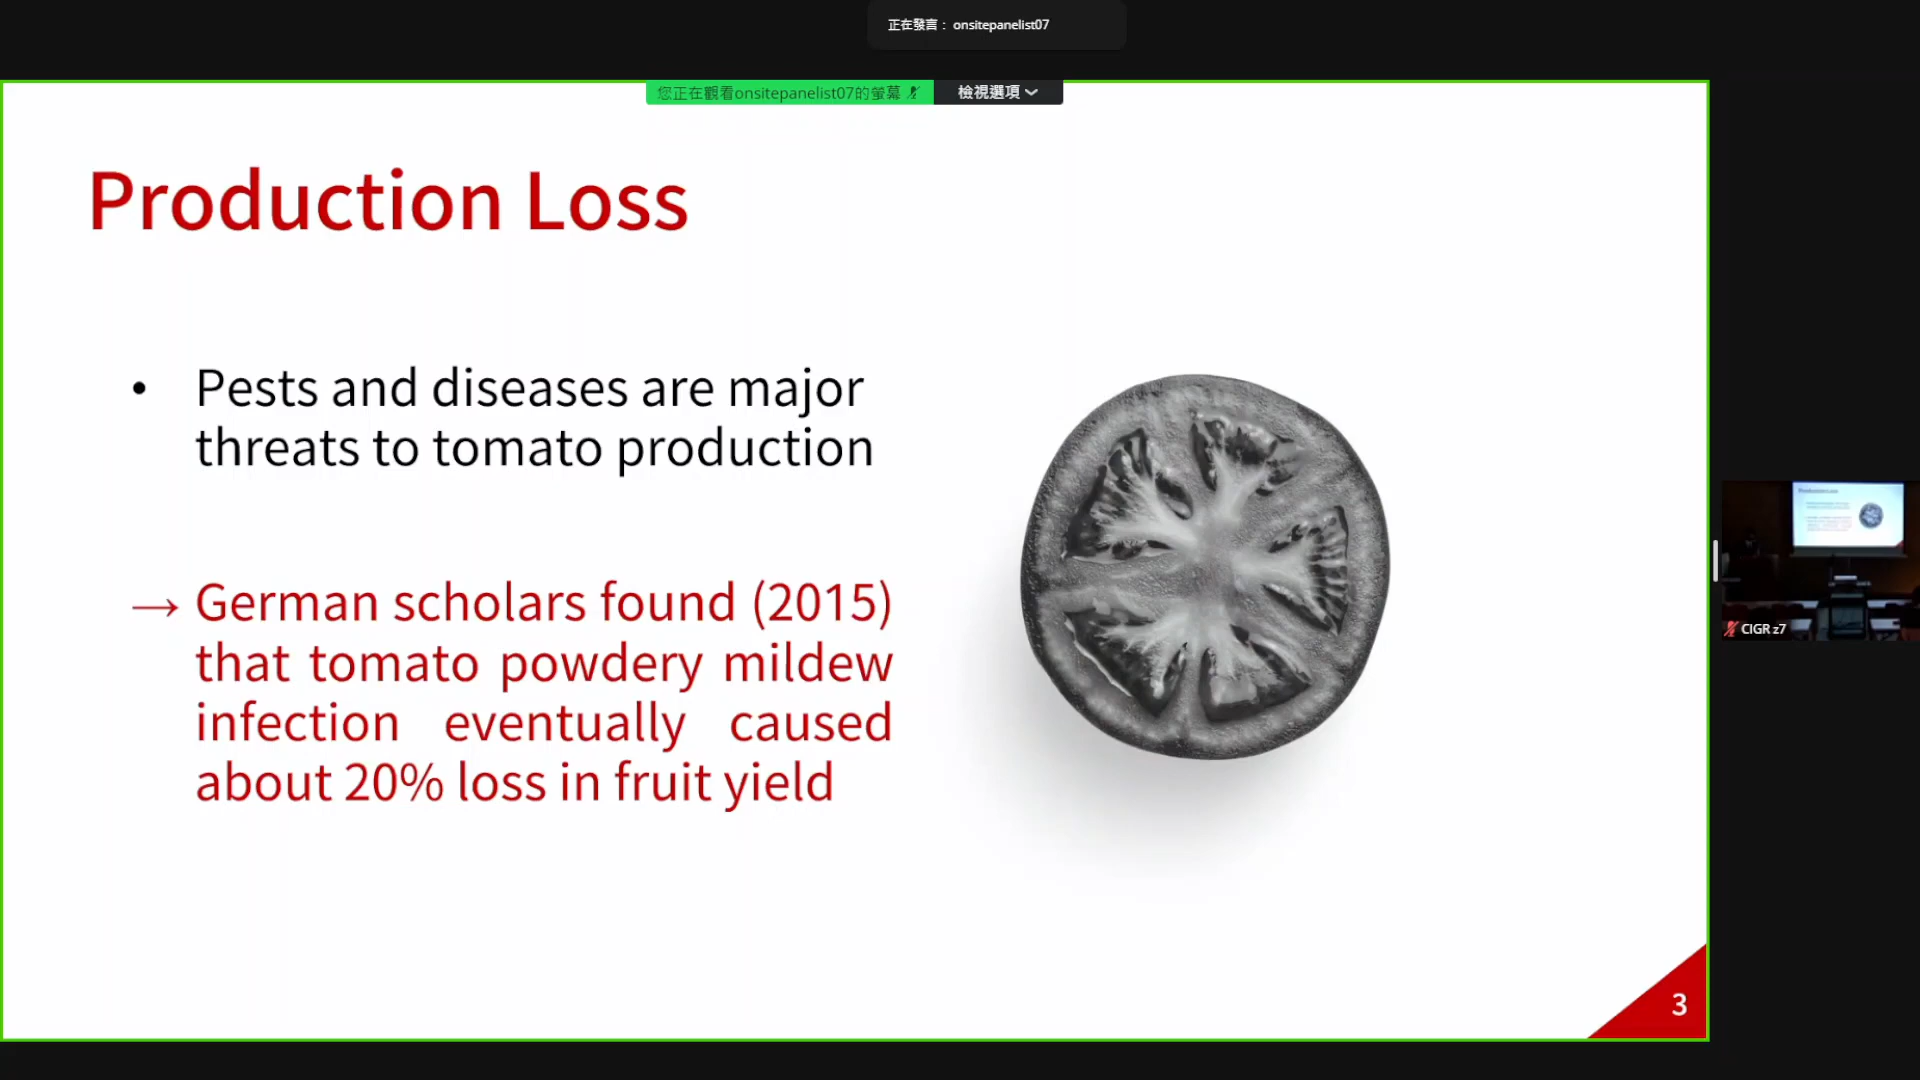 正在發言： onsitepanelist07
您正在觀看onsitepanelist07的螢幕
檢視選項
Production Loss
• Pests and diseases are major
threats to tomato production
→ German scholars found (2015)
that tomato powdery mildew
infection eventually caused
about 20% loss in fruit yield
3
CIGR z7